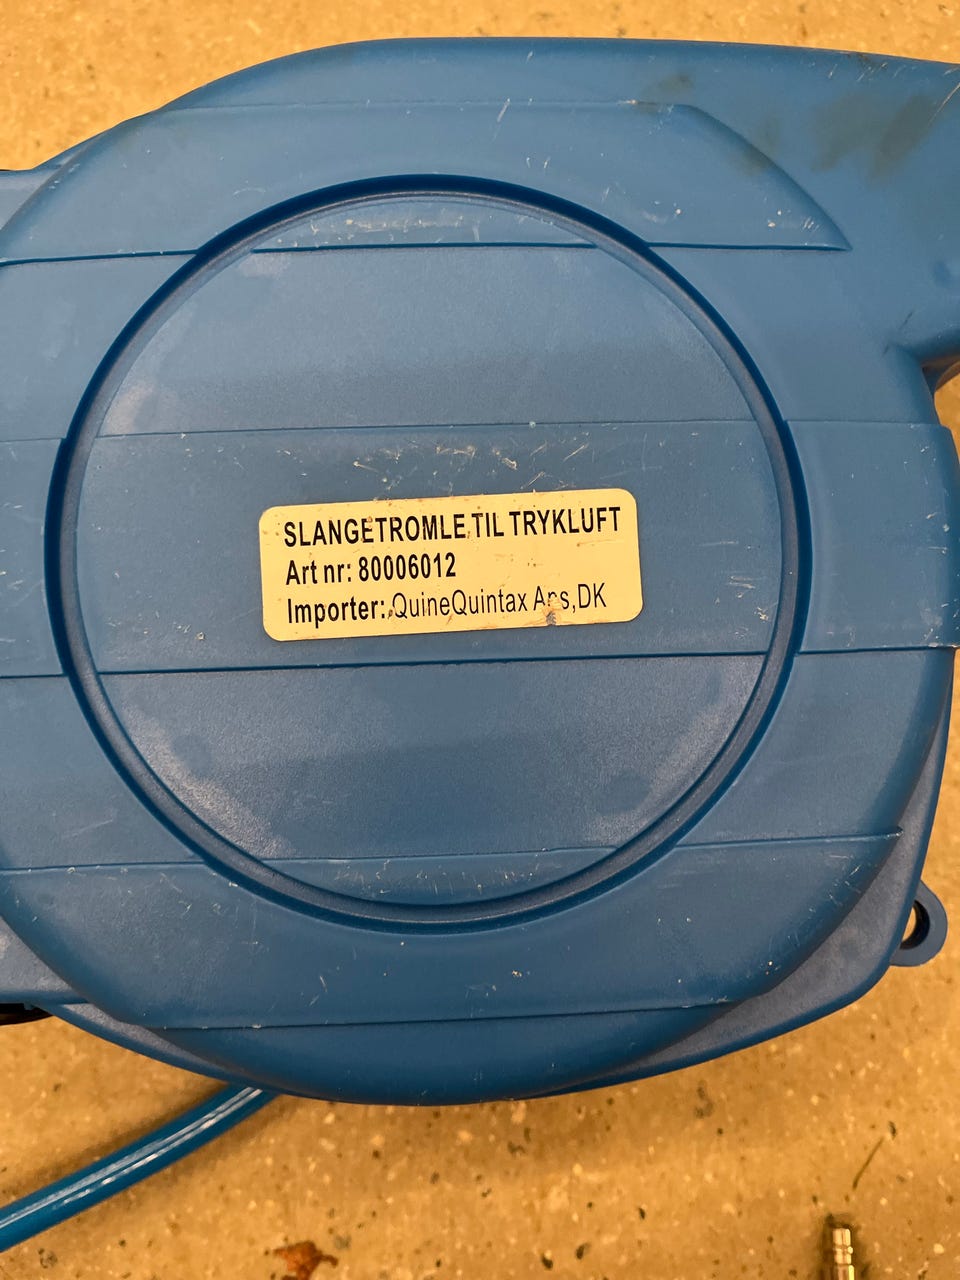 SLANGETROMLE TIL TRYKLUFT
Art nr: 80006012
Importer: QuineQuintax Aps,DK